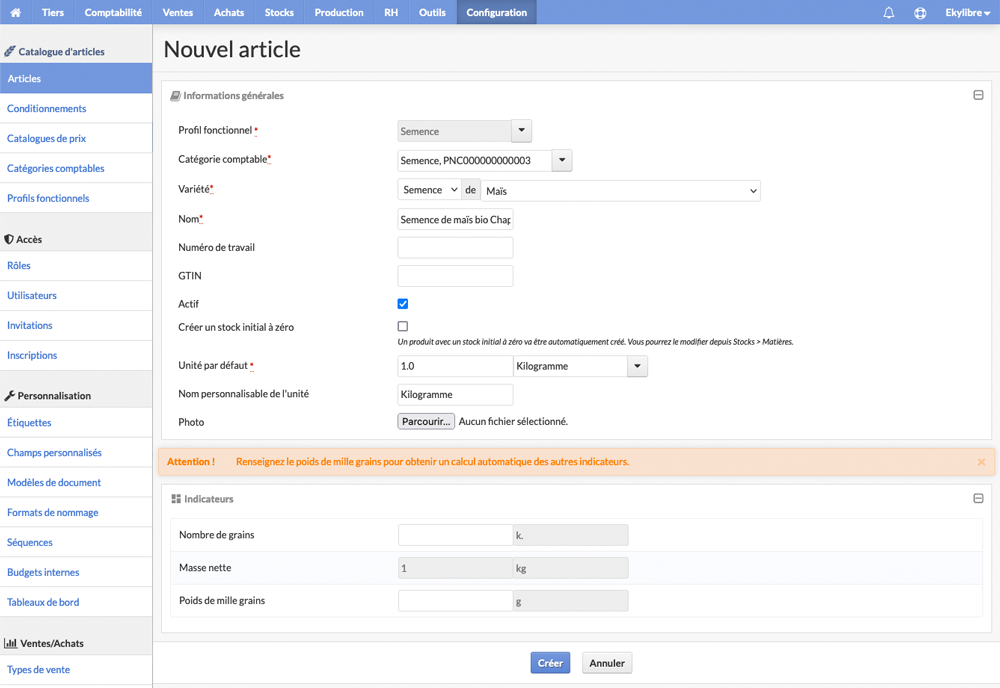 Tiers Comptabilité Ventes Achats Stocks Production RH Outils Configuration Ekylibre
Catalogue d'articles
Articles
Conditionnements
Catalogues de prix
Catégories comptables
Profils fonctionnels
Accès
Rôles
Utilisateurs
Invitations
Inscriptions
Personnalisation
Étiquettes
Champs personnalisés
Modèles de document
Formats de nommage
Séquences
Budgets internes
Tableaux de bord
Ventes/Achats
Types de vente
Nouvel article
Informations générales
Profil fonctionnel * Semence
Catégorie comptable* Semence, PNC000000000003
Variété* Semence de Maïs
Nom* Semence de maïs bio Chap
Numéro de travail
GTIN
Actif
Créer un stock initial à zéro
Un produit avec un stock initial à zéro va être automatiquement créé. Vous pourrez le modifier depuis Stocks > Matières.
Unité par défaut * 1.0 Kilogramme
Nom personnalisable de l'unité Kilogramme
Photo Parcourir... Aucun fichier sélectionné.
Attention ! Renseignez le poids de mille grains pour obtenir un calcul automatique des autres indicateurs. ×
Indicateurs
Nombre de grains k.
Masse nette 1 kg
Poids de mille grains g
Créer Annuler